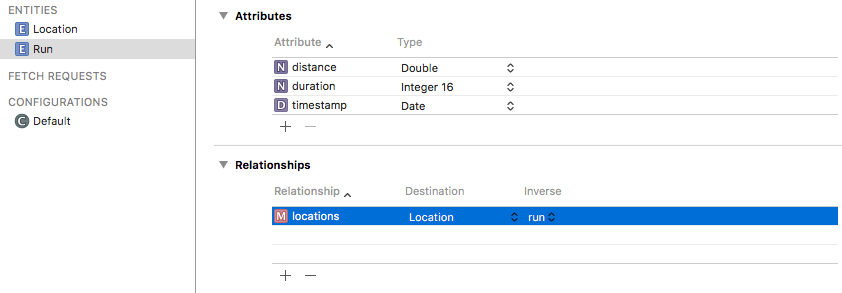 ENTITIES
E Location
E Run
FETCH REQUESTS
CONFIGURATIONS
C Default
Attributes
Attribute Type
N distance Double
N duration Integer 16
D timestamp Date
+ −
Relationships
Relationship Destination Inverse
M locations Location run
+ −